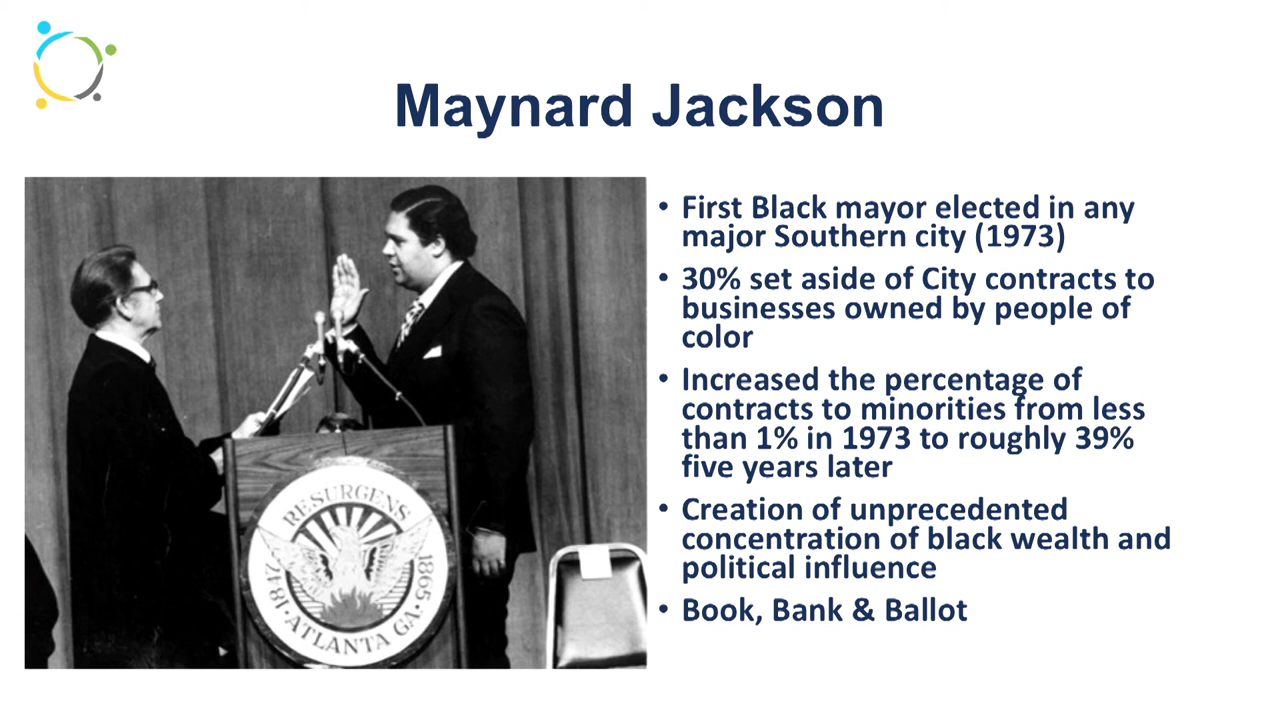 Maynard Jackson
• First Black mayor elected in any
major Southern city (1973)
• 30% set aside of City contracts to
businesses owned by people of
color
• Increased the percentage of
contracts to minorities from less
than 1% in 1973 to roughly 39%
five years later
• Creation of unprecedented
concentration of black wealth and
political influence
• Book, Bank & Ballot
RESURGENS
1847 • ATLANTA GA. • 1865